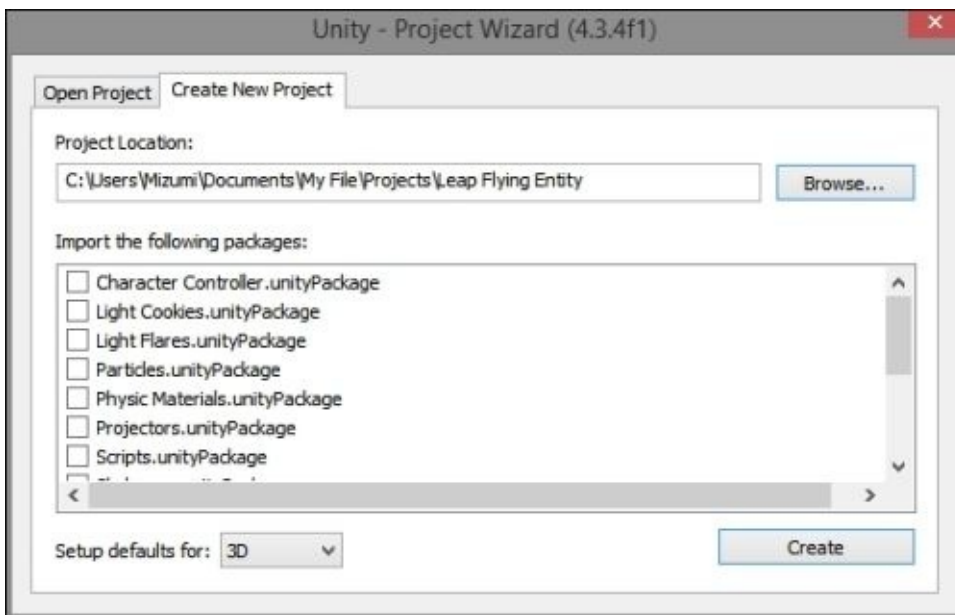 Unity - Project Wizard (4.3.4f1)
Open Project
Create New Project
Project Location:
C:\Users\Mizumi\Documents\My File\Projects\Leap Flying Entity
Browse...
Import the following packages:
Character Controller.unityPackage
Light Cookies.unityPackage
Light Flares.unityPackage
Particles.unityPackage
Physic Materials.unityPackage
Projectors.unityPackage
Scripts.unityPackage
Setup defaults for: 3D
Create